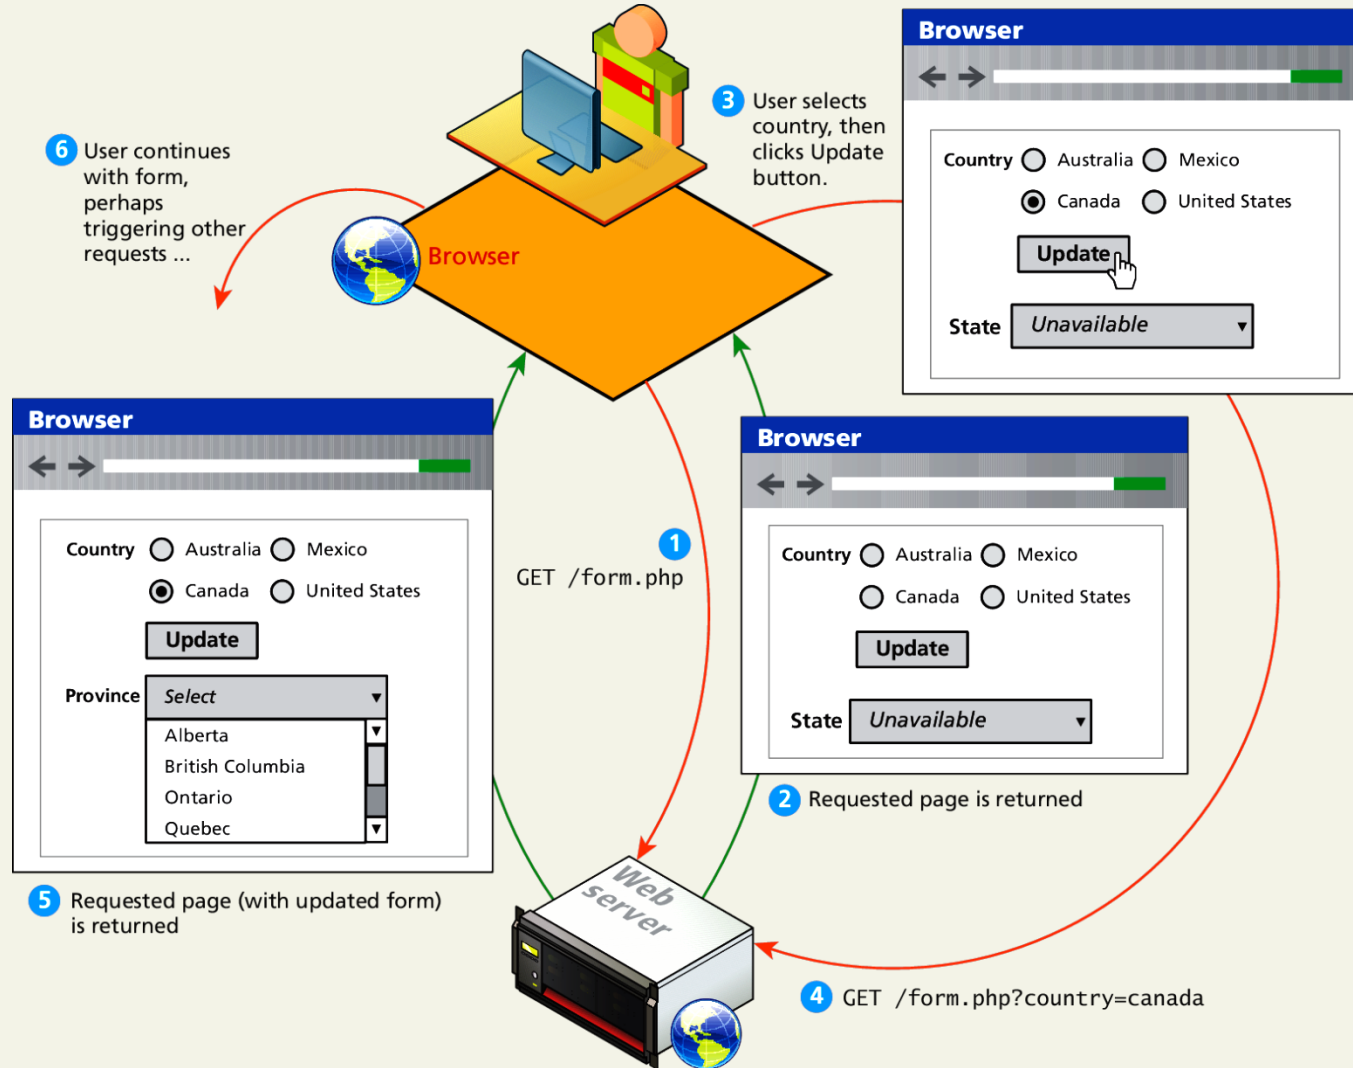 Browser
Country
Australia
Mexico
Canada
United States
Update
State
Unavailable
3
User selects
country, then
clicks Update
button.
6
User continues
with form,
perhaps
triggering other
requests ...
Browser
Browser
Country
Australia
Mexico
Canada
United States
Update
Province
Select
Alberta
British Columbia
Ontario
Quebec
5
Requested page (with updated form)
is returned
1
GET /form.php
Browser
Country
Australia
Mexico
Canada
United States
Update
State
Unavailable
2
Requested page is returned
Web
server
4
GET /form.php?country=canada